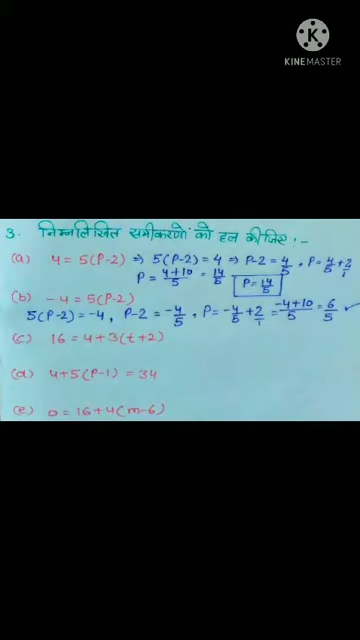 KINEMASTER
3. निम्नलिखित समीकरणों को हल कीजिए :-
(a) 4 = 5(P-2) ⇒ 5(P-2) = 4 ⇒ P-2 = 4/5, P = 4/5 + 2/1
P = 4+10/5 = 14/5 P = 14/5
(b) -4 = 5(P-2)
5(P-2) = -4, P-2 = -4/5, P = -4/5 + 2/1 = -4+10/5 = 6/5 ✓
(c) 16 = 4+3(t+2)
(d) 4+5(P-1) = 34
(e) 0 = 16+4(m-6)